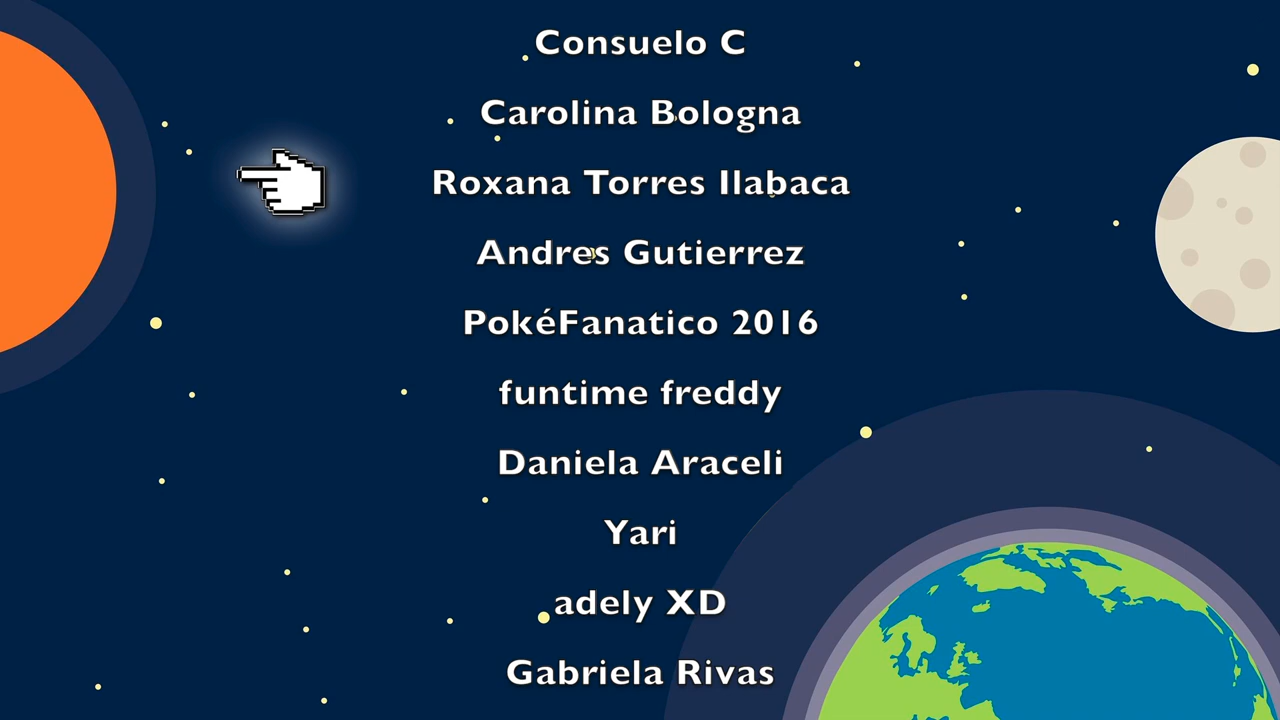 Consuelo C
Carolina Bologna
Roxana Torres Ilabaca
Andres Gutierrez
PokéFanatico 2016
funtime freddy
Daniela Araceli
Yari
adely XD
Gabriela Rivas